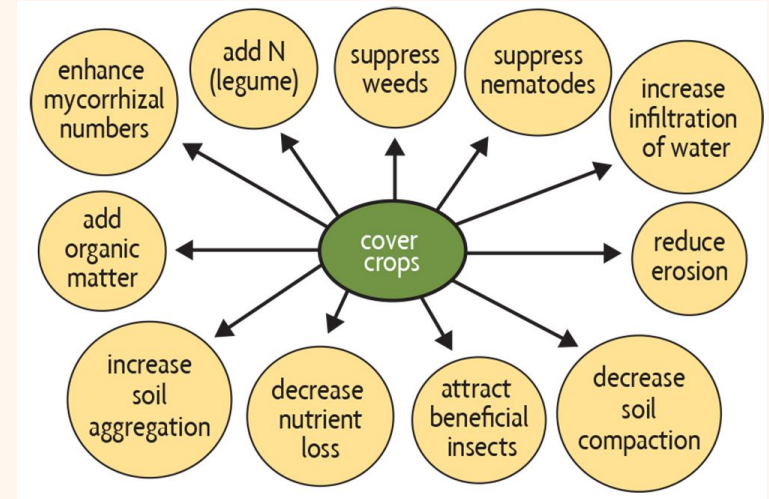 enhance
mycorrhizal
numbers
add N
(legume)
suppress
weeds
suppress
nematodes
increase
infiltration
of water
add
organic
matter
cover
crops
reduce
erosion
increase
soil
aggregation
decrease
nutrient
loss
attract
beneficial
insects
decrease
soil
compaction